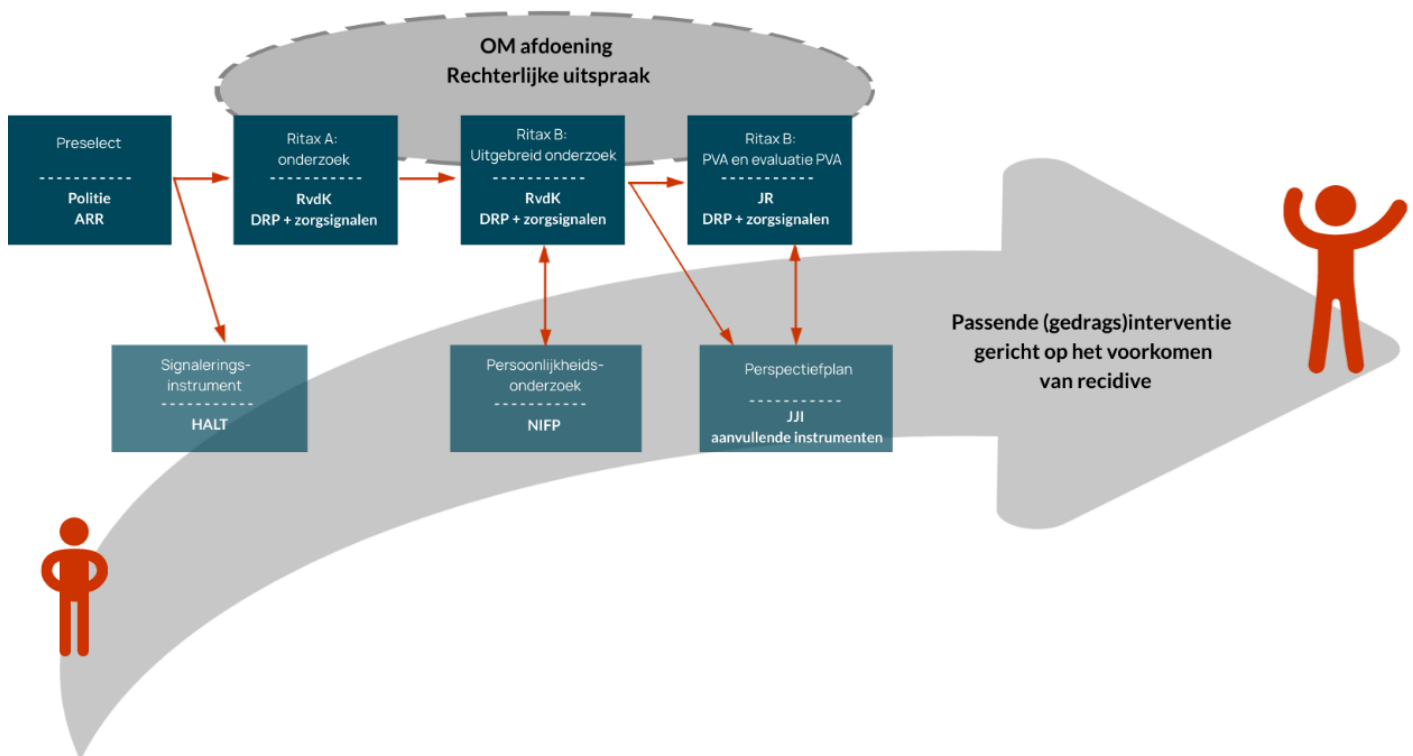 OM afdoening
Rechterlijke uitspraak
Preselect
Politie
ARR
Ritax A:
onderzoek
RvdK
DRP + zorgsignalen
Ritax B:
Uitgebreid onderzoek
RvdK
DRP + zorgsignalen
Ritax B:
PVA en evaluatie PVA
JR
DRP + zorgsignalen
Signalerings-
instrument
HALT
Persoonlijkheids-
onderzoek
NIFP
Perspectiefplan
JJI
aanvullende instrumenten
Passende (gedrags)interventie
gericht op het voorkomen
van recidive